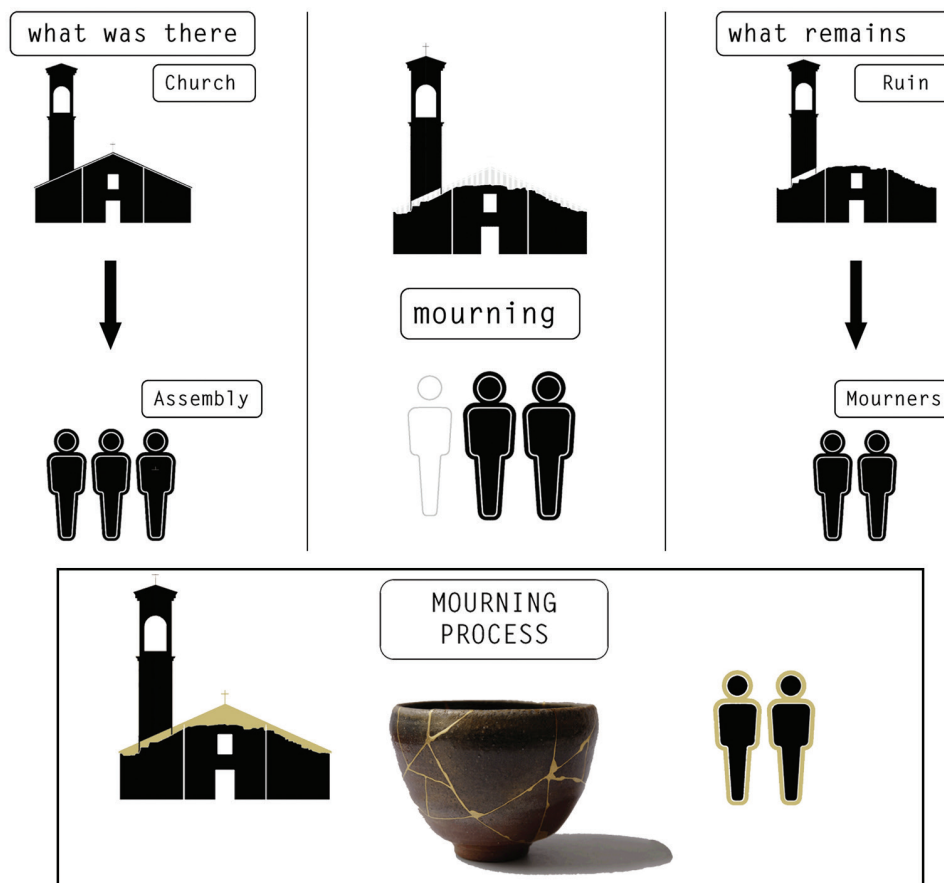 what was there
Church
what remains
Ruin
mourning
Assembly
Mourners
MOURNING
PROCESS